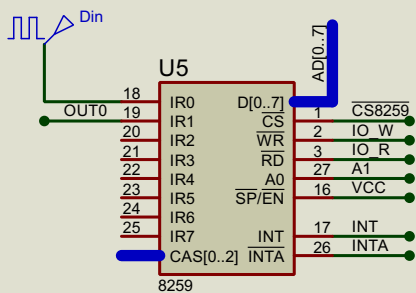 Din
AD[0..7]
U5
18 IR0 D[0..7]
OUT0 19 IR1 CS 1 CS8259
20 IR2 WR 2 IO_W
21 IR3 RD 3 IO_R
22 IR4 A0 27 A1
23 IR5 SP/EN 16 VCC
24 IR6
25 IR7 INT 17 INT
CAS[0..2] INTA 26 INTA
8259